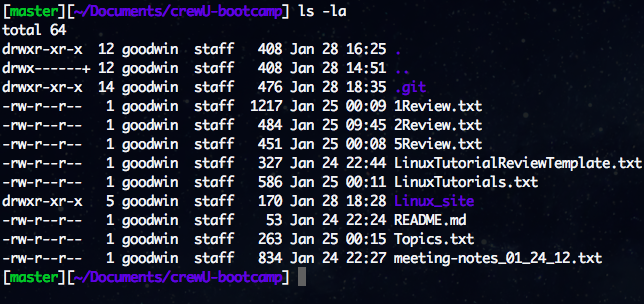 [master][~/Documents/crewU-bootcamp] ls -la
total 64
drwxr-xr-x  12 goodwin  staff   408 Jan 28 16:25 .
drwx------+ 12 goodwin  staff   408 Jan 28 14:51 ..
drwxr-xr-x  14 goodwin  staff   476 Jan 28 18:35 .git
-rw-r--r--   1 goodwin  staff  1217 Jan 25 00:09 1Review.txt
-rw-r--r--   1 goodwin  staff   484 Jan 25 09:45 2Review.txt
-rw-r--r--   1 goodwin  staff   451 Jan 25 00:08 5Review.txt
-rw-r--r--   1 goodwin  staff   327 Jan 24 22:44 LinuxTutorialReviewTemplate.txt
-rw-r--r--   1 goodwin  staff   586 Jan 25 00:11 LinuxTutorials.txt
drwxr-xr-x   5 goodwin  staff   170 Jan 28 18:28 Linux_site
-rw-r--r--   1 goodwin  staff    53 Jan 24 22:24 README.md
-rw-r--r--   1 goodwin  staff   263 Jan 25 00:15 Topics.txt
-rw-r--r--   1 goodwin  staff   834 Jan 24 22:27 meeting-notes_01_24_12.txt
[master][~/Documents/crewU-bootcamp]